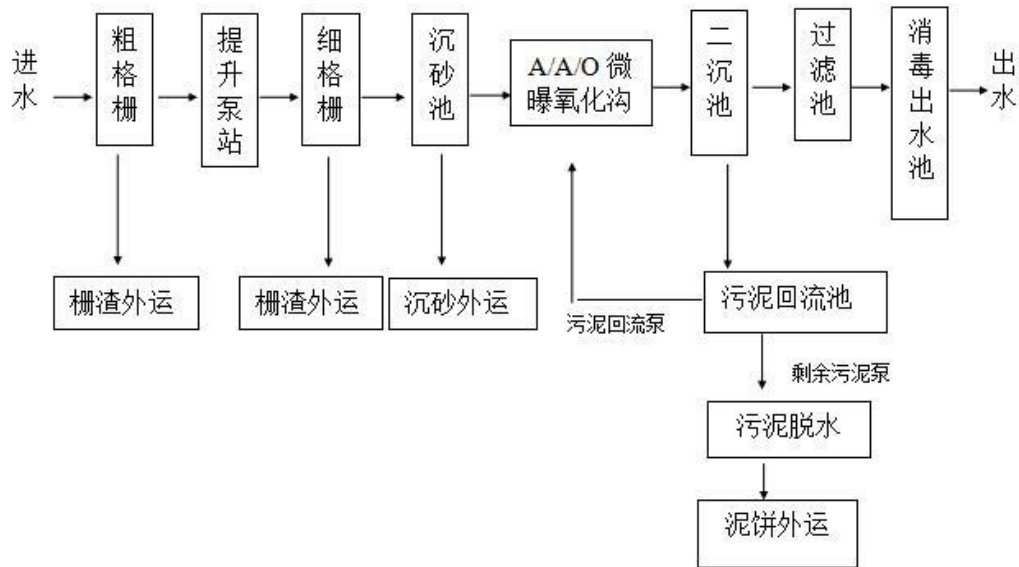 进水
粗格栅
提升泵站
细格栅
沉砂池
A/A/O 微
曝氧化沟
二沉池
过滤池
消毒出水池
出水
栅渣外运
栅渣外运
沉砂外运
污泥回流泵
污泥回流池
剩余污泥泵
污泥脱水
泥饼外运